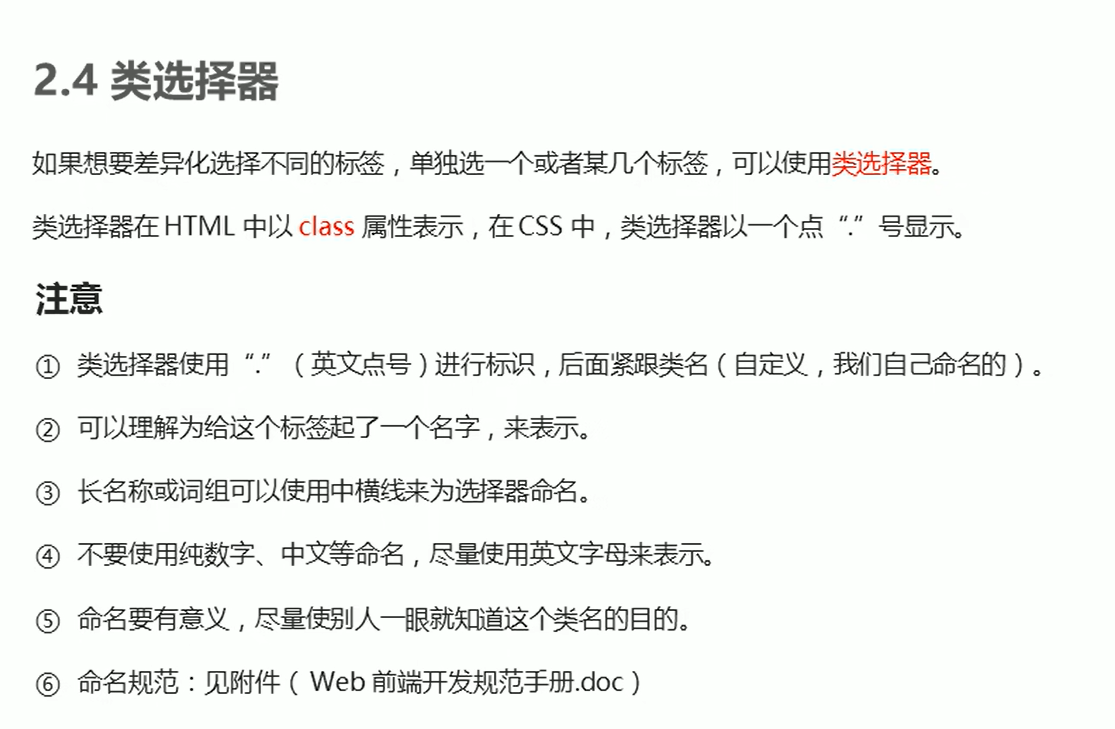 2.4 类选择器
如果想要差异化选择不同的标签，单独选一个或者某几个标签，可以使用类选择器。
类选择器在 HTML 中以 class 属性表示，在 CSS 中，类选择器以一个点“.”号显示。
注意
① 类选择器使用“.”（英文点号）进行标识，后面紧跟类名（自定义，我们自己命名的）。
② 可以理解为给这个标签起了一个名字，来表示。
③ 长名称或词组可以使用中横线来为选择器命名。
④ 不要使用纯数字、中文等命名，尽量使用英文字母来表示。
⑤ 命名要有意义，尽量使别人一眼就知道这个类名的目的。
⑥ 命名规范：见附件（ Web 前端开发规范手册.doc ）